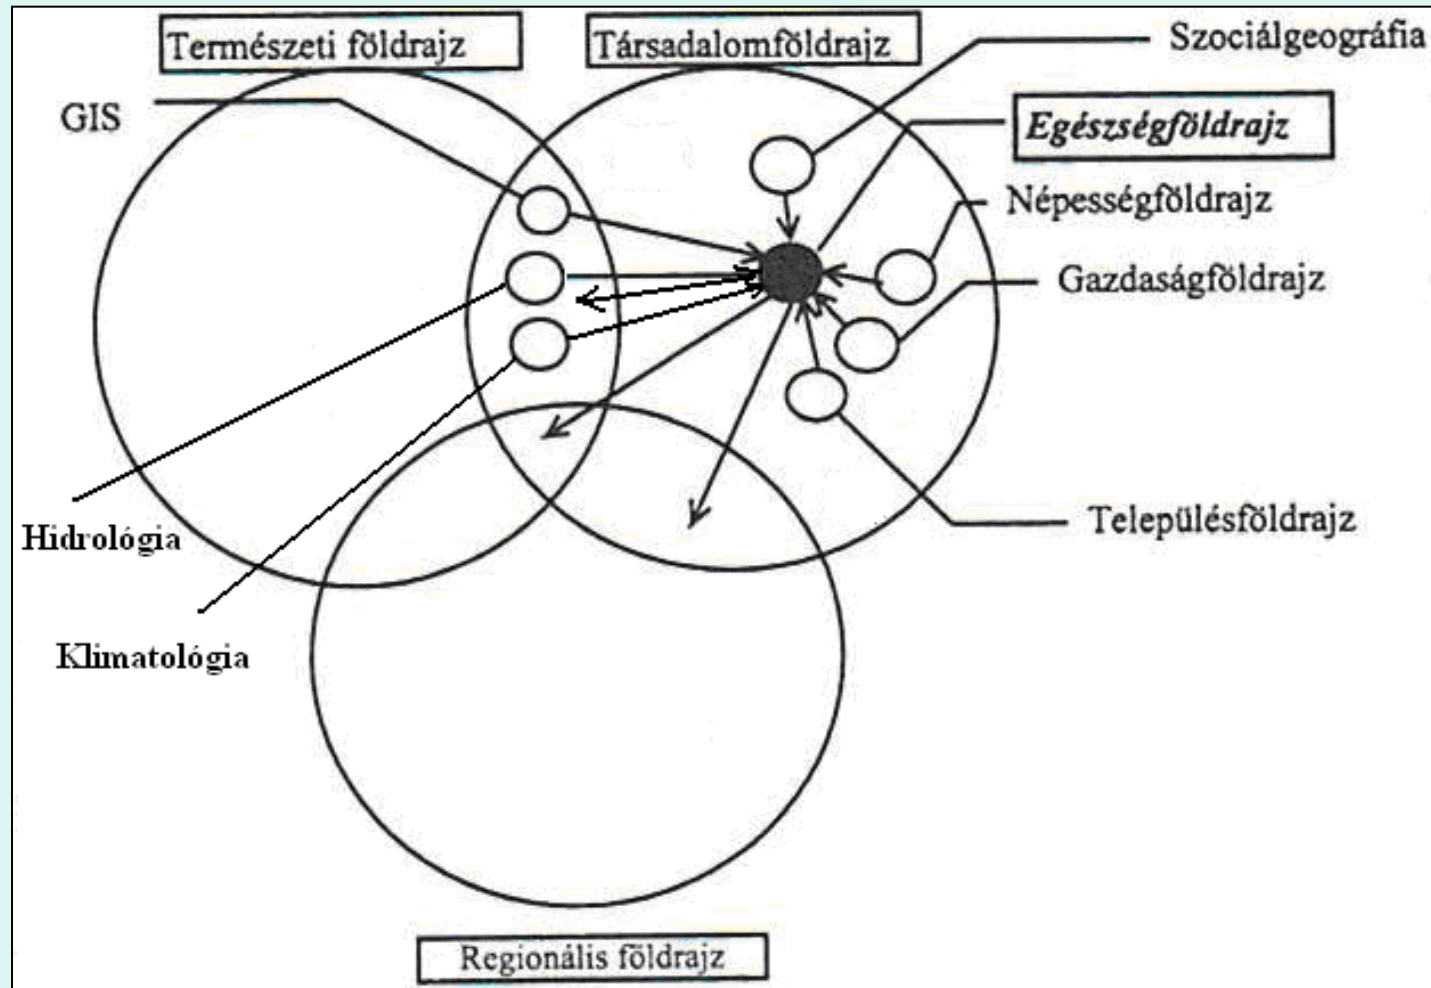 Természeti földrajz
Társadalomföldrajz
Szociálgeográfia
GIS
Egészségföldrajz
Népességföldrajz
Gazdaságföldrajz
Településföldrajz
Hidrológia
Klimatológia
Regionális földrajz